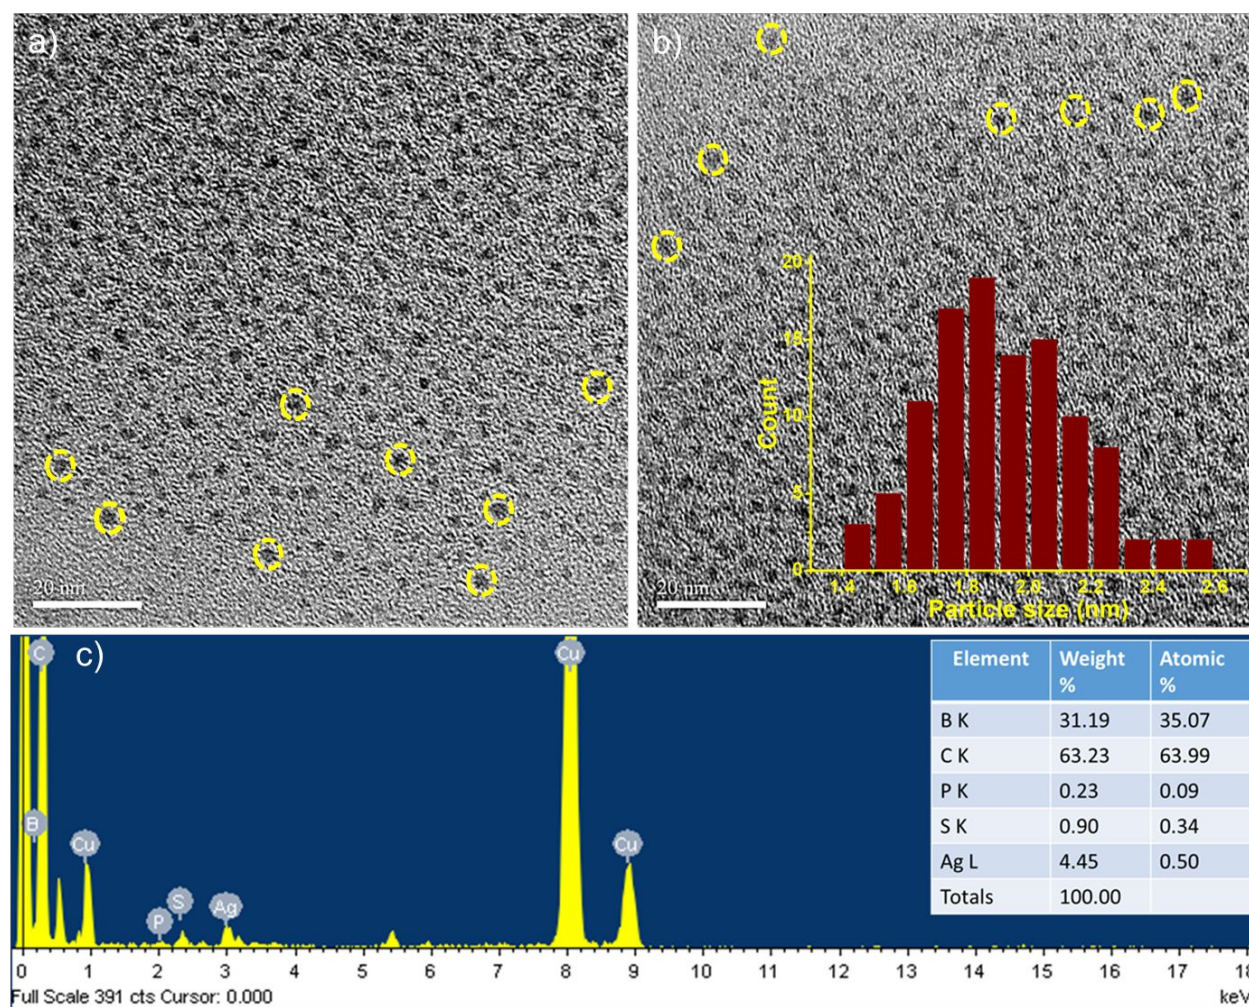 a)
20 nm
b)
20
15
10
5
0
Count
1.4 1.6 1.8 2.0 2.2 2.4 2.6
Particle size (nm)
20 nm
c)
C
B
Cu
P
S
Ag
Cu
Cu
0 1 2 3 4 5 6 7 8 9 10 11 12 13 14 15 16 17 18
Full Scale 391 cts Cursor: 0.000
keV
Element Weight % Atomic %
B K 31.19 35.07
C K 63.23 63.99
P K 0.23 0.09
S K 0.90 0.34
Ag L 4.45 0.50
Totals 100.00